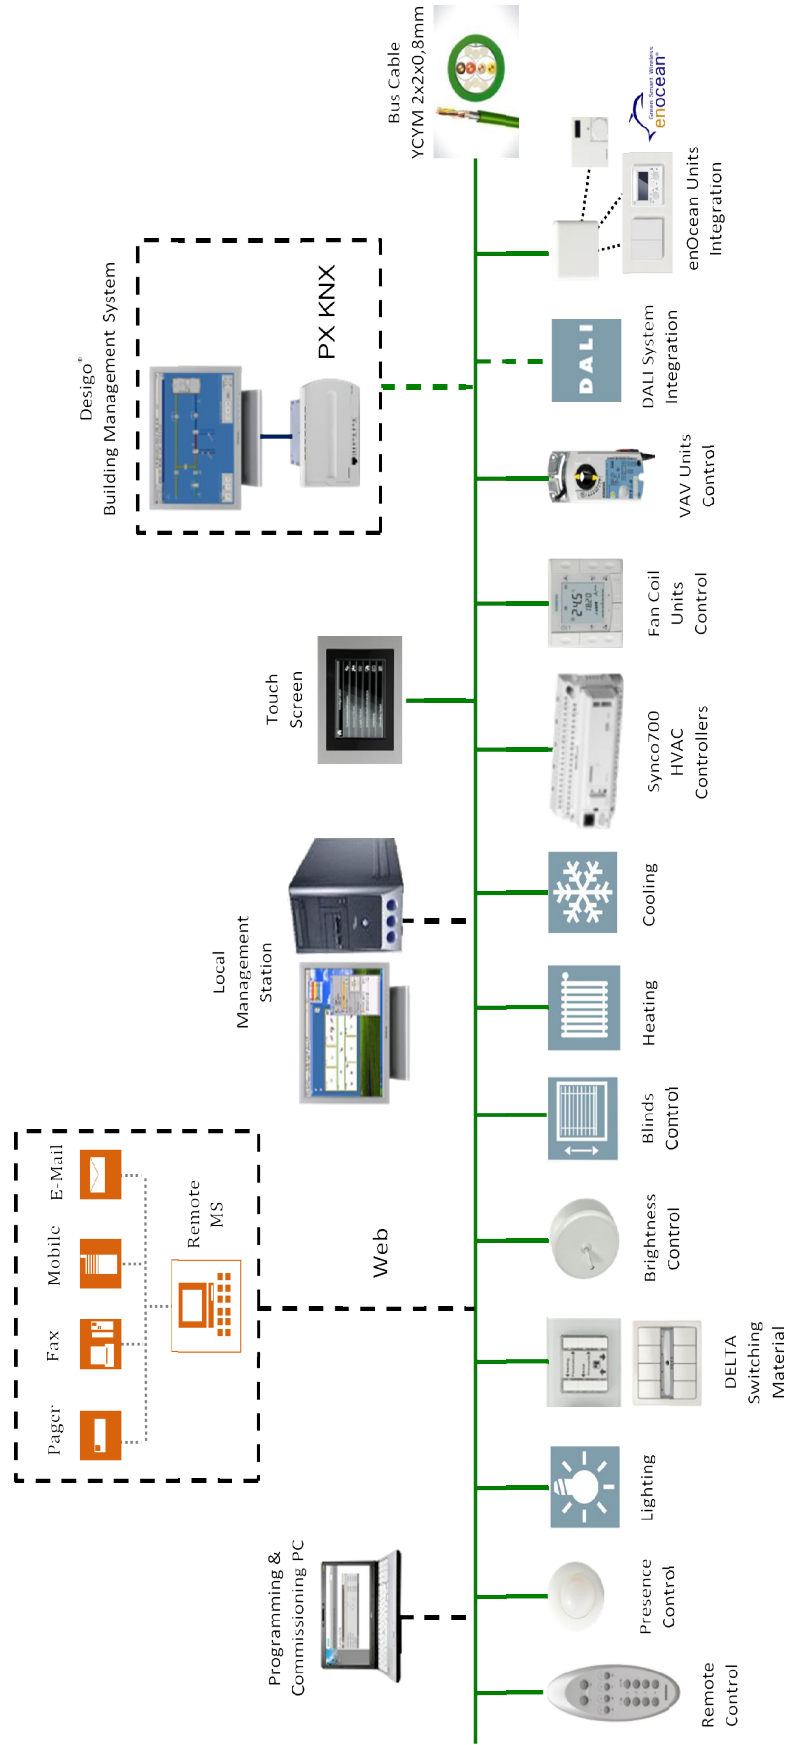 Pager
Fax
Mobile
E-Mail
Remote
MS
Web
Desigo®
Building Management System
PX KNX
Programming &
Commissioning PC
Local
Management
Station
Touch
Screen
Bus Cable
YCYM 2x2x0,8mm
Remote
Control
Presence
Control
Lighting
DELTA
Switching
Material
Brightness
Control
Blinds
Control
Heating
Cooling
Synco700
HVAC
Controllers
24.5°
Fan Coil
Units
Control
VAV Units
Control
DALI
DALI System
Integration
enOcean Units
Integration
Green. Smart. Wireless.
enocean®